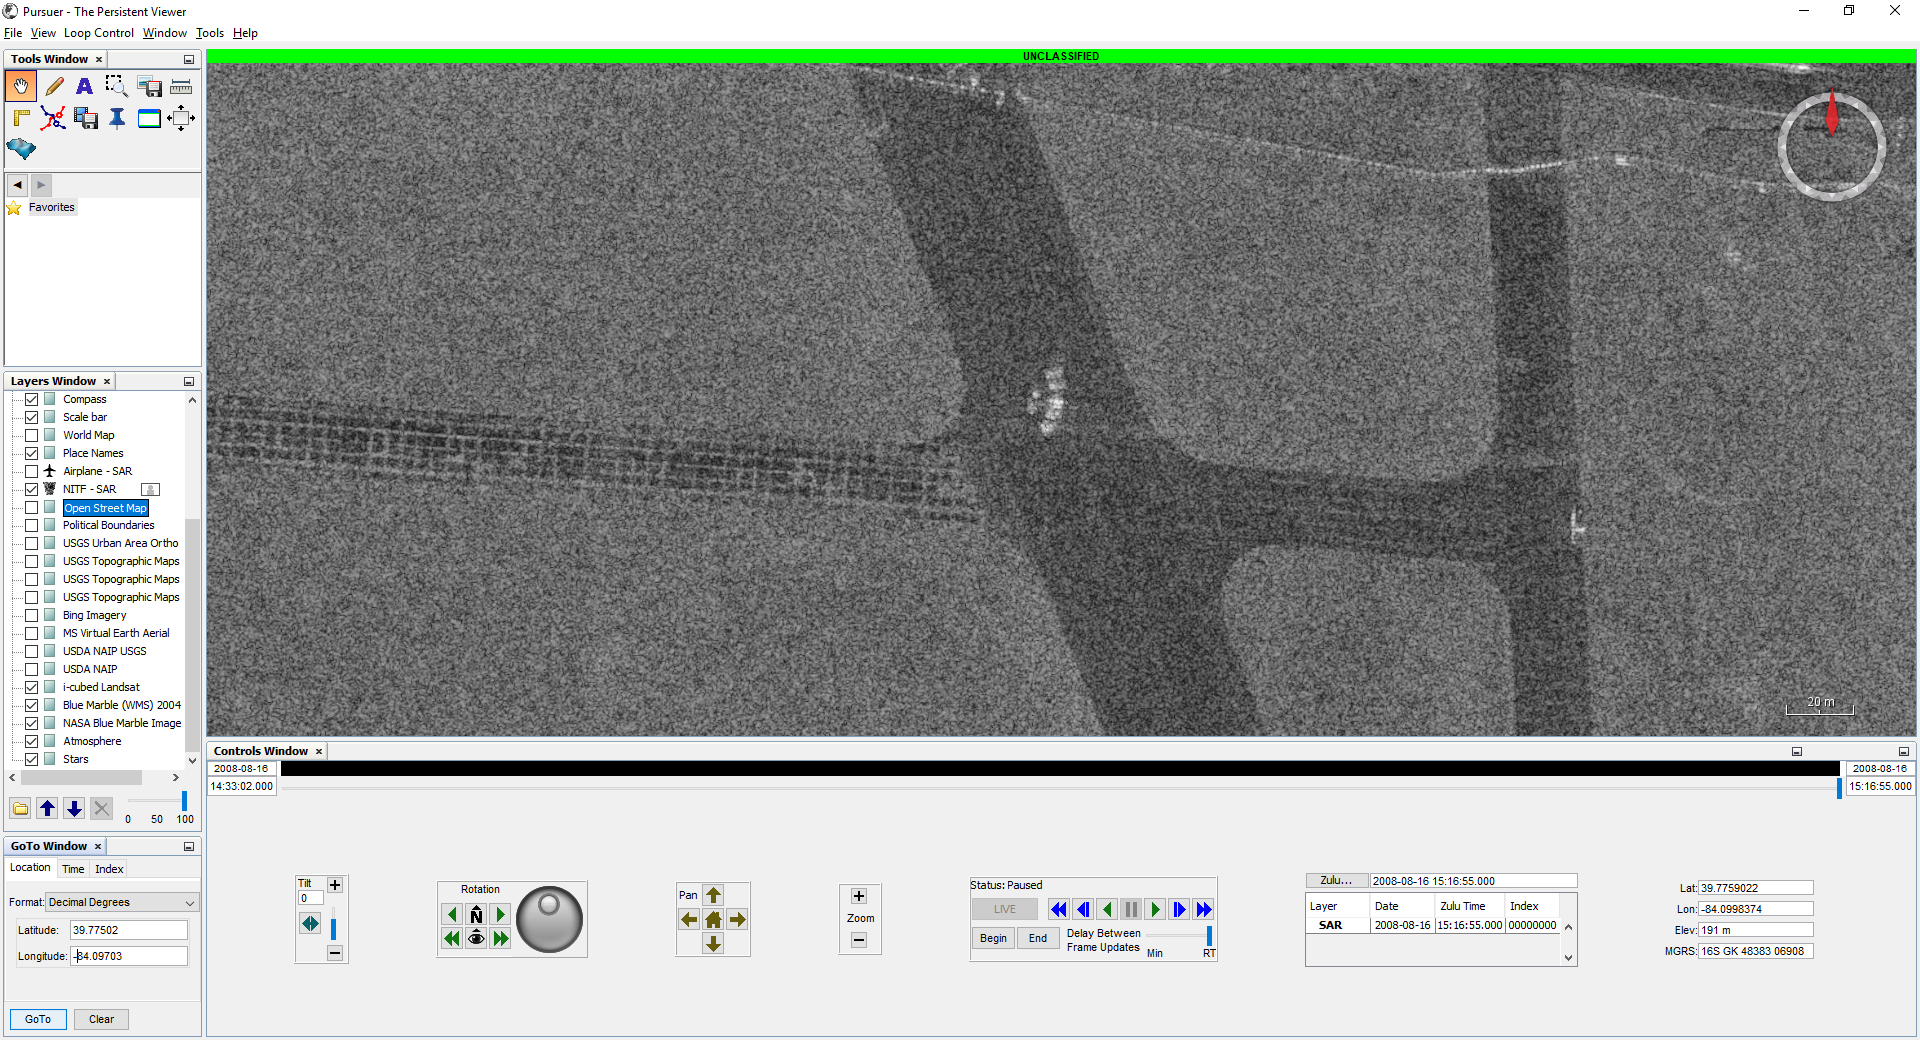 Pursuer - The Persistent Viewer
File View Loop Control Window Tools Help
Tools Window ×
UNCLASSIFIED
A
Favorites
Layers Window ×
Compass
Scale bar
World Map
Place Names
Airplane - SAR
NITF - SAR
Open Street Map
Political Boundaries
USGS Urban Area Ortho
USGS Topographic Maps
USGS Topographic Maps
USGS Topographic Maps
Bing Imagery
MS Virtual Earth Aerial
USDA NAIP USGS
USDA NAIP
i-cubed Landsat
Blue Marble (WMS) 2004
NASA Blue Marble Image
Atmosphere
Stars
0 50 100
20 m
GoTo Window ×
Location Time Index
Format: Decimal Degrees
Latitude: 39.77502
Longitude: -84.09703
GoTo Clear
Controls Window ×
2008-08-16
14:33:02.000
2008-08-16
15:16:55.000
Tilt
0
Rotation
N
Pan
Zoom
Status: Paused
LIVE
Begin End Delay Between
Frame Updates
Min RT
Zulu... 2008-08-16 15:16:55.000
Layer Date Zulu Time Index
SAR 2008-08-16 15:16:55.000 00000000
Lat: 39.7759022
Lon: -84.0998374
Elev: 191 m
MGRS: 16S GK 48383 06908